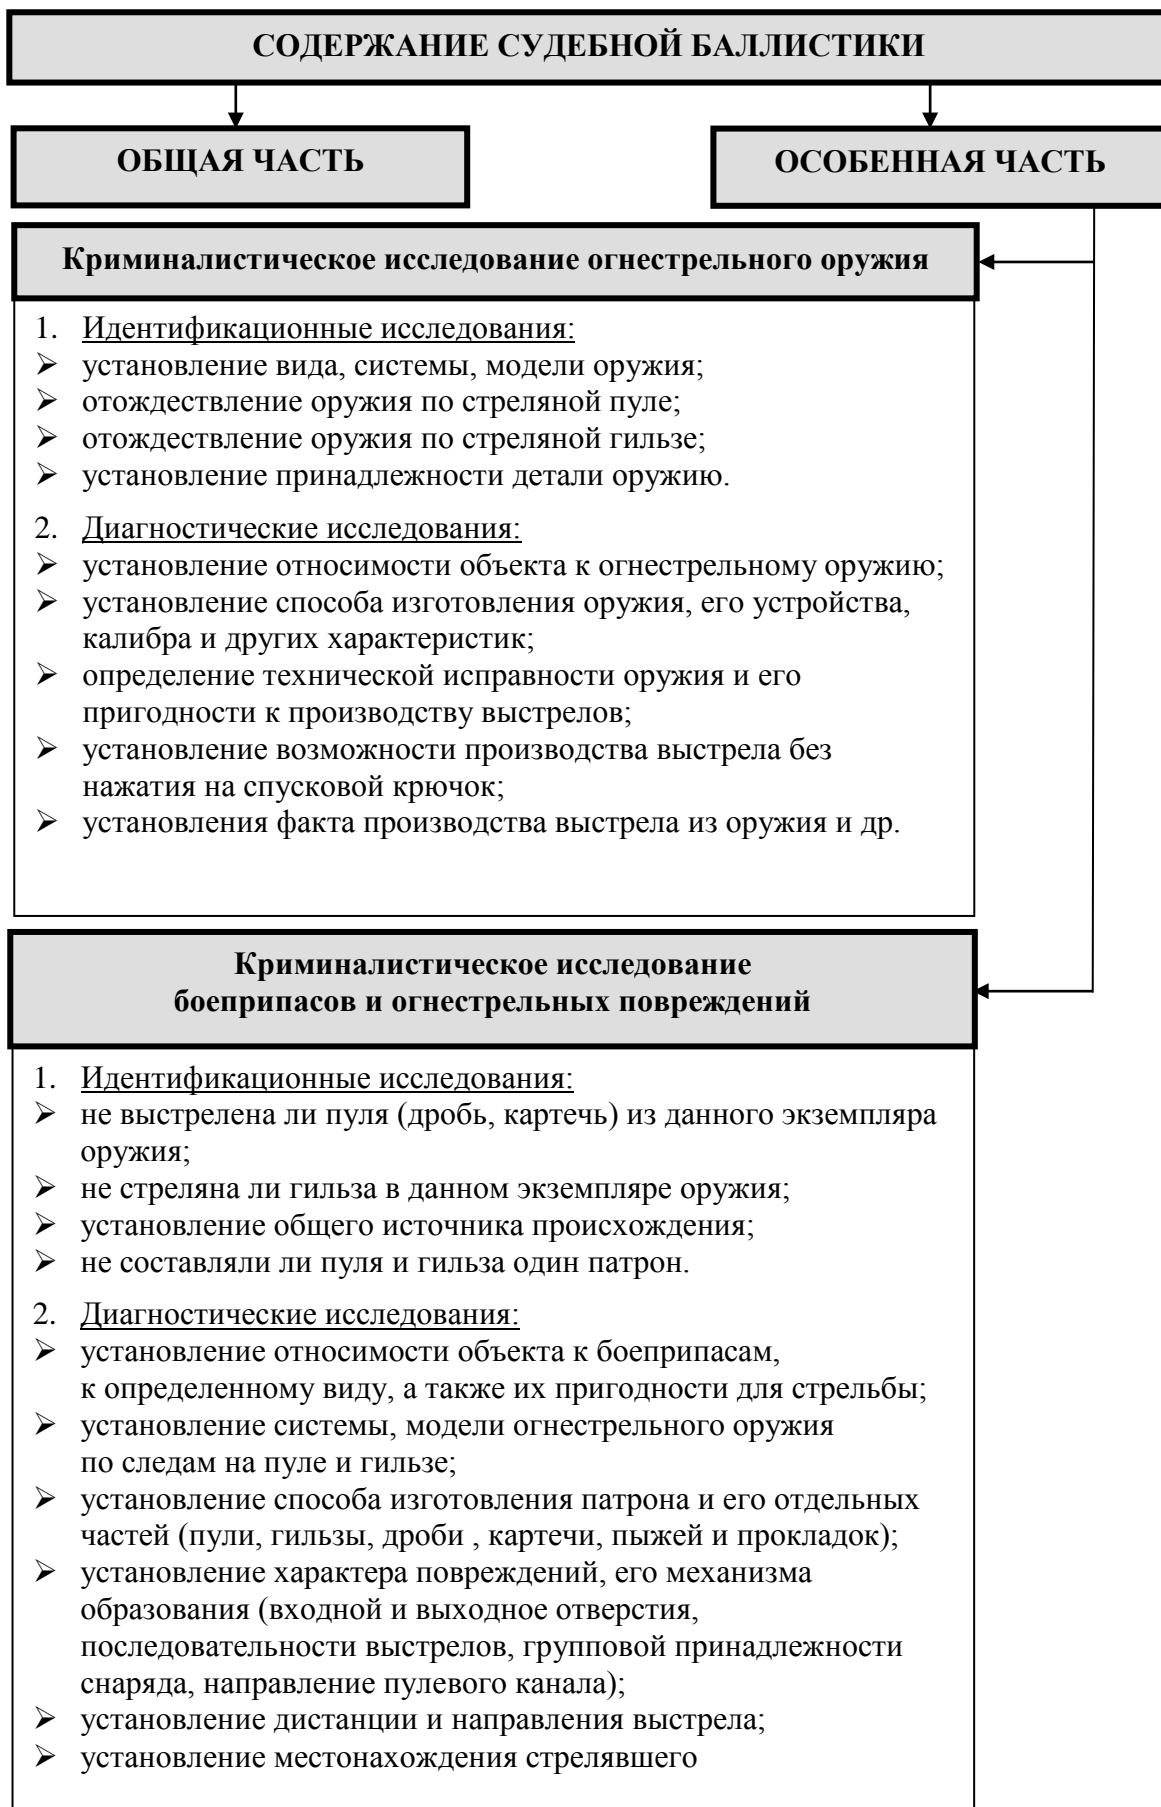 СОДЕРЖАНИЕ СУДЕБНОЙ БАЛЛИСТИКИ
ОБЩАЯ ЧАСТЬ
ОСОБЕННАЯ ЧАСТЬ
Криминалистическое исследование огнестрельного оружия
1. Идентификационные исследования:
➢ установление вида, системы, модели оружия;
➢ отождествление оружия по стреляной пуле;
➢ отождествление оружия по стреляной гильзе;
➢ установление принадлежности детали оружию.
2. Диагностические исследования:
➢ установление относимости объекта к огнестрельному оружию;
➢ установление способа изготовления оружия, его устройства,
калибра и других характеристик;
➢ определение технической исправности оружия и его
пригодности к производству выстрелов;
➢ установление возможности производства выстрела без
нажатия на спусковой крючок;
➢ установления факта производства выстрела из оружия и др.
Криминалистическое исследование
боеприпасов и огнестрельных повреждений
1. Идентификационные исследования:
➢ не выстрелена ли пуля (дробь, картечь) из данного экземпляра
оружия;
➢ не стреляна ли гильза в данном экземпляре оружия;
➢ установление общего источника происхождения;
➢ не составляли ли пуля и гильза один патрон.
2. Диагностические исследования:
➢ установление относимости объекта к боеприпасам,
к определенному виду, а также их пригодности для стрельбы;
➢ установление системы, модели огнестрельного оружия
по следам на пуле и гильзе;
➢ установление способа изготовления патрона и его отдельных
частей (пули, гильзы, дроби , картечи, пыжей и прокладок);
➢ установление характера повреждений, его механизма
образования (входной и выходное отверстия,
последовательности выстрелов, групповой принадлежности
снаряда, направление пулевого канала);
➢ установление дистанции и направления выстрела;
➢ установление местонахождения стрелявшего